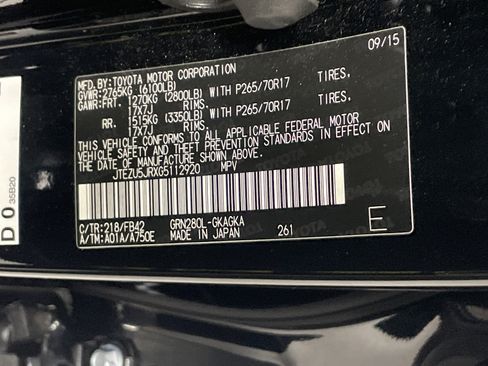 09/15
MFD.BY:TOYOTA MOTOR CORPORATION
GVWR:2765KG (6100LB)
GAWR:FRT. 1270KG (2800LB) WITH P265/70R17 TIRES,
17X7J RIMS.
RR. 1515KG (3350LB) WITH P265/70R17 TIRES,
17X7J RIMS.
THIS VEHICLE CONFORMS TO ALL APPLICABLE FEDERAL MOTOR
VEHICLE SAFETY AND THEFT PREVENTION STANDARDS IN EFFECT ON
THE DATE OF MANUFACTURE SHOWN ABOVE.
JTEZU5JRXG5112920 MPV
C/TR:218/FB42 GRN280L-GKAGKA
A/TM:A01A/A750E MADE IN JAPAN 261
E
D 0 35B20